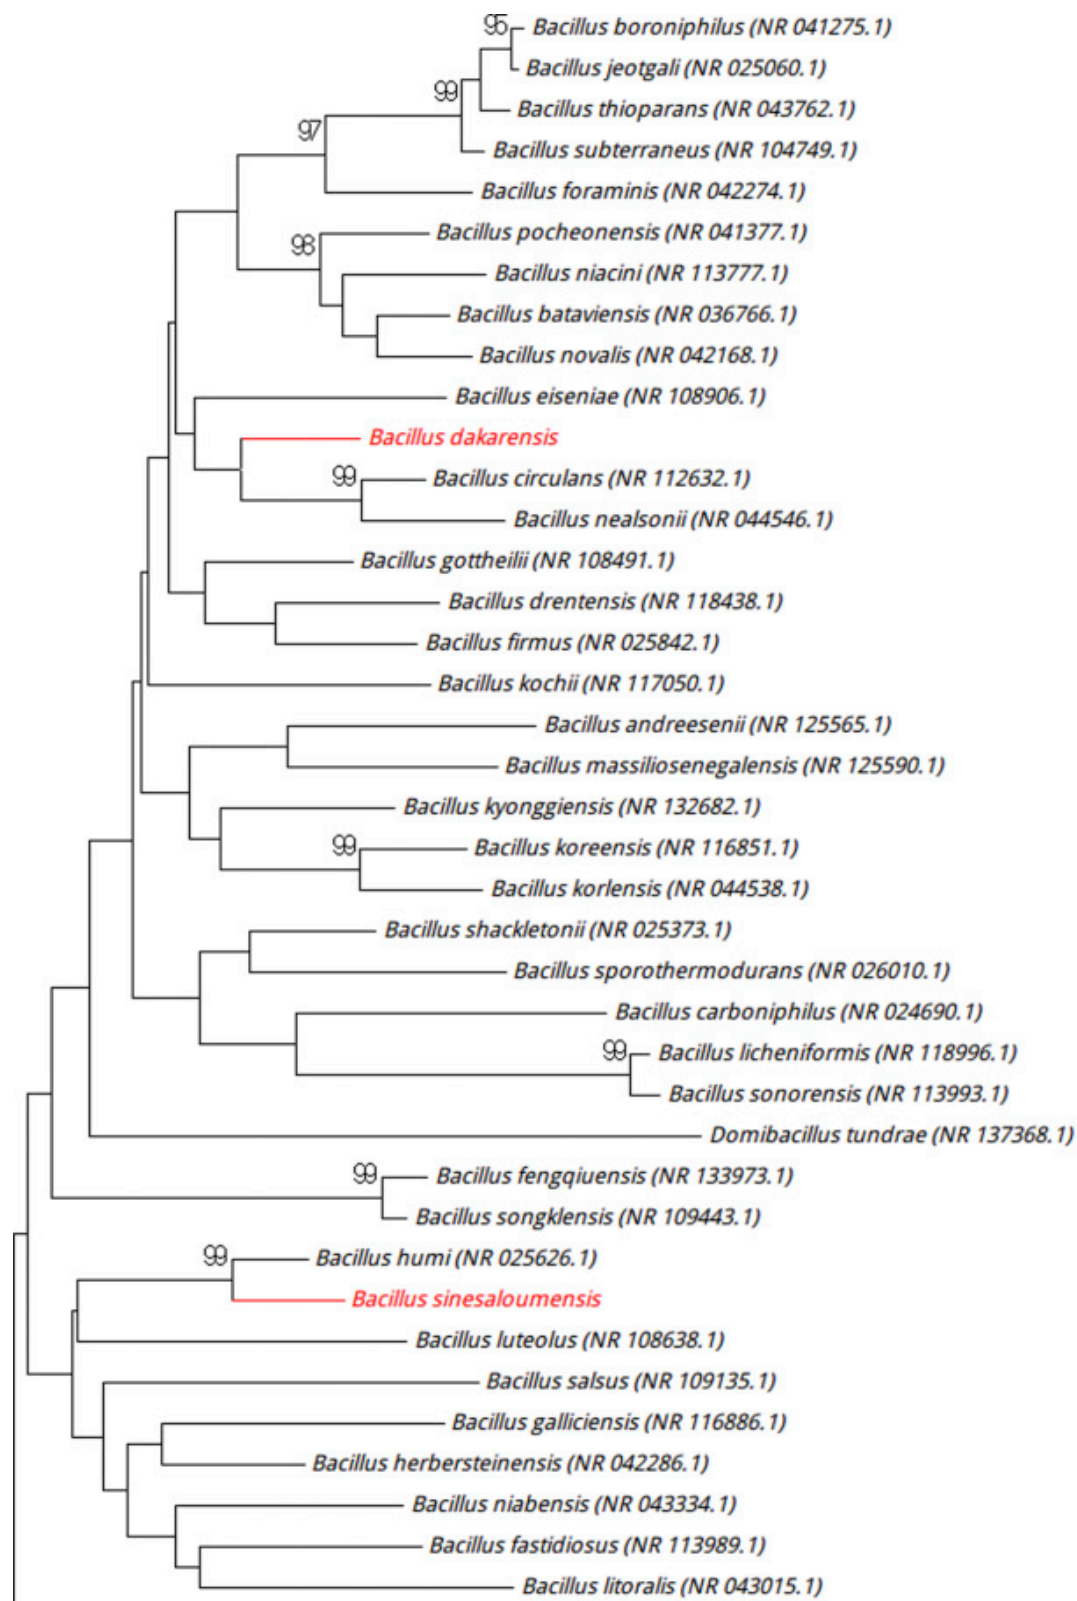 95
Bacillus boroniphilus (NR 041275.1)
Bacillus jeotgali (NR 025060.1)
99
Bacillus thioparans (NR 043762.1)
97
Bacillus subterraneus (NR 104749.1)
Bacillus foraminis (NR 042274.1)
98
Bacillus pocheonensis (NR 041377.1)
Bacillus niacini (NR 113777.1)
Bacillus bataviensis (NR 036766.1)
Bacillus novalis (NR 042168.1)
Bacillus eiseniae (NR 108906.1)
Bacillus dakarensis
99
Bacillus circulans (NR 112632.1)
Bacillus nealsonii (NR 044546.1)
Bacillus gottheilii (NR 108491.1)
Bacillus drentensis (NR 118438.1)
Bacillus firmus (NR 025842.1)
Bacillus kochii (NR 117050.1)
Bacillus andreesenii (NR 125565.1)
Bacillus massiliosenegalensis (NR 125590.1)
Bacillus kyonggiensis (NR 132682.1)
99
Bacillus koreensis (NR 116851.1)
Bacillus korlensis (NR 044538.1)
Bacillus shackletonii (NR 025373.1)
Bacillus sporothermodurans (NR 026010.1)
Bacillus carboniphilus (NR 024690.1)
99
Bacillus licheniformis (NR 118996.1)
Bacillus sonorensis (NR 113993.1)
Domibacillus tundrae (NR 137368.1)
99
Bacillus fengqiuensis (NR 133973.1)
Bacillus songklensis (NR 109443.1)
99
Bacillus humi (NR 025626.1)
Bacillus sinesaloumensis
Bacillus luteolus (NR 108638.1)
Bacillus salsus (NR 109135.1)
Bacillus galliciensis (NR 116886.1)
Bacillus herbersteinensis (NR 042286.1)
Bacillus niabensis (NR 043334.1)
Bacillus fastidiosus (NR 113989.1)
Bacillus litoralis (NR 043015.1)